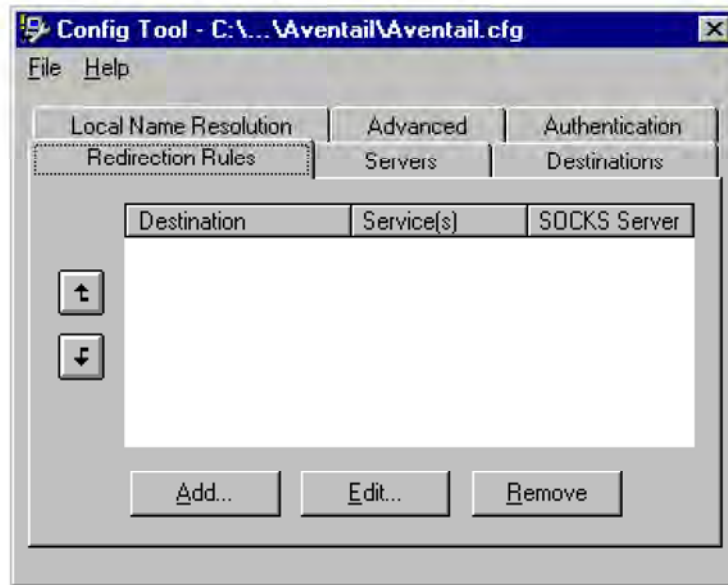 Config Tool - C:\...\Aventail\Aventail.cfg
File Help
Local Name Resolution Advanced Authentication
Redirection Rules Servers Destinations
Destination Service(s) SOCKS Server
Add... Edit... Remove